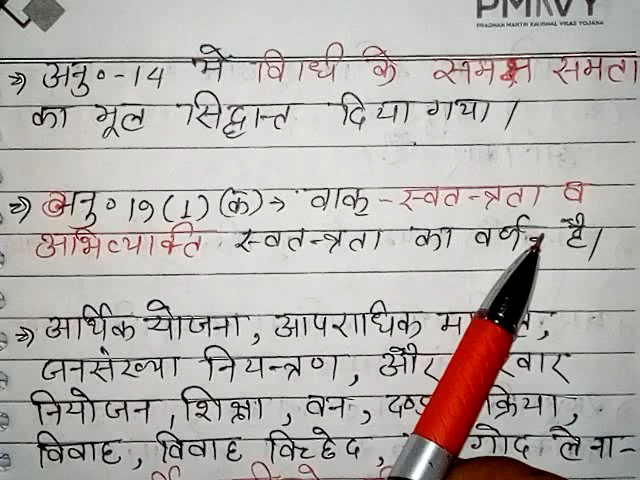 PMKVY
PRADHAN MANTRI KAUSHAL VIKAS YOJANA
⇒ अनु०-14 में विधी के समक्ष समता
का मूल सिद्धान्त दिया गया।
⇒ अनु० 19 (1) (क) → वाक्-स्वतन्त्रता व
अभिव्यक्ति स्वतन्त्रता का वर्णन है।
⇒ आर्थिक योजना, आपराधिक
जनसंख्या नियन्त्रण, और
नियोजन, शिक्षा, वन,
विवाह, विवाह विच्छेद, गोद लेना-